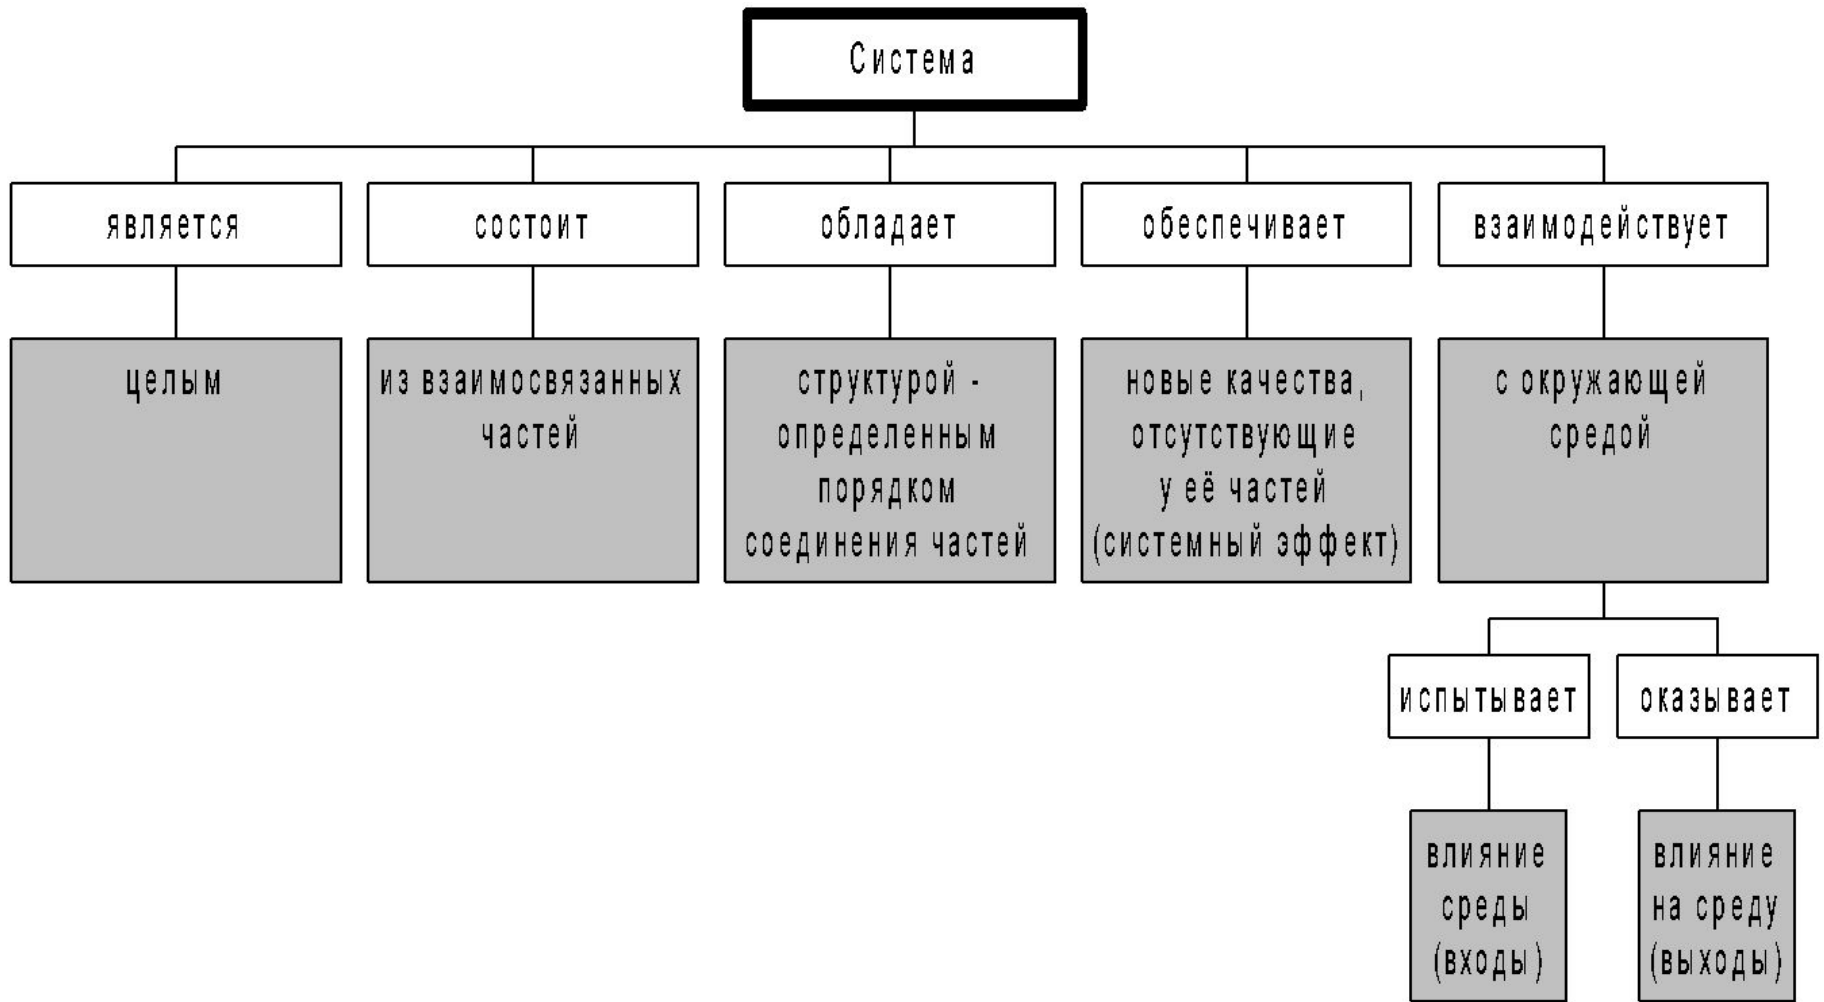 Система
является
состоит
обладает
обеспечивает
взаимодействует
целым
из взаимосвязанных
частей
структурой -
определенным
порядком
соединения частей
новые качества,
отсутствующие
у её частей
(системный эффект)
с окружающей
средой
испытывает
оказывает
влияние
среды
(входы)
влияние
на среду
(выходы)